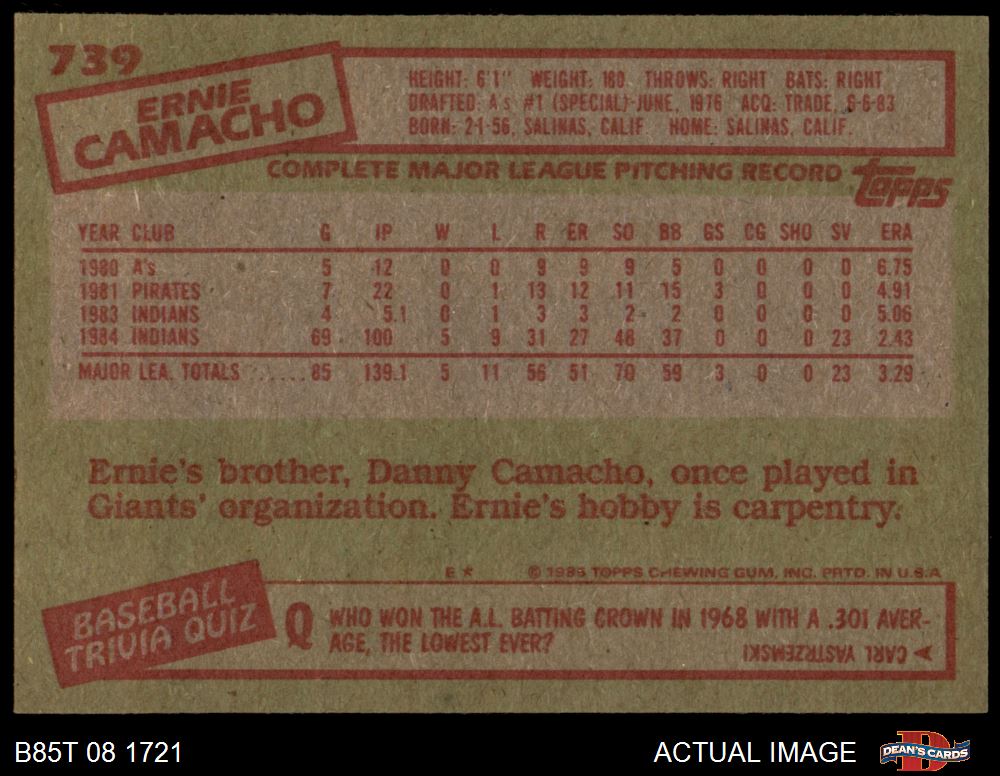 739
ERNIE
CAMACHO
HEIGHT: 6'1" WEIGHT: 180 THROWS: RIGHT BATS: RIGHT
DRAFTED: A's #1 (SPECIAL)-JUNE, 1976 ACQ: TRADE, 6-6-83
BORN: 2-1-56, SALINAS, CALIF. HOME: SALINAS, CALIF.
COMPLETE MAJOR LEAGUE PITCHING RECORD
Topps
YEAR CLUB G IP W L R ER SO BB GS CG SHO SV ERA
1980 A's 5 12 0 0 9 9 9 5 0 0 0 0 6.75
1981 PIRATES 7 22 0 1 13 12 11 15 3 0 0 0 4.91
1983 INDIANS 4 5.1 0 1 3 3 2 2 0 0 0 0 5.06
1984 INDIANS 69 100 5 9 31 27 48 37 0 0 0 23 2.43
MAJOR LEA. TOTALS ...... 85 139.1 5 11 56 51 70 59 3 0 0 23 3.29
Ernie's brother, Danny Camacho, once played in
Giants' organization. Ernie's hobby is carpentry.
E * © 1985 TOPPS CHEWING GUM, INC. PRTD. IN U.S.A
BASEBALL
TRIVIA QUIZ
Q WHO WON THE A.L. BATTING CROWN IN 1968 WITH A .301 AVER-
AGE, THE LOWEST EVER?
A CARL YASTRZEMSKI
B85T 08 1721
ACTUAL IMAGE
D
DEAN'S CARDS